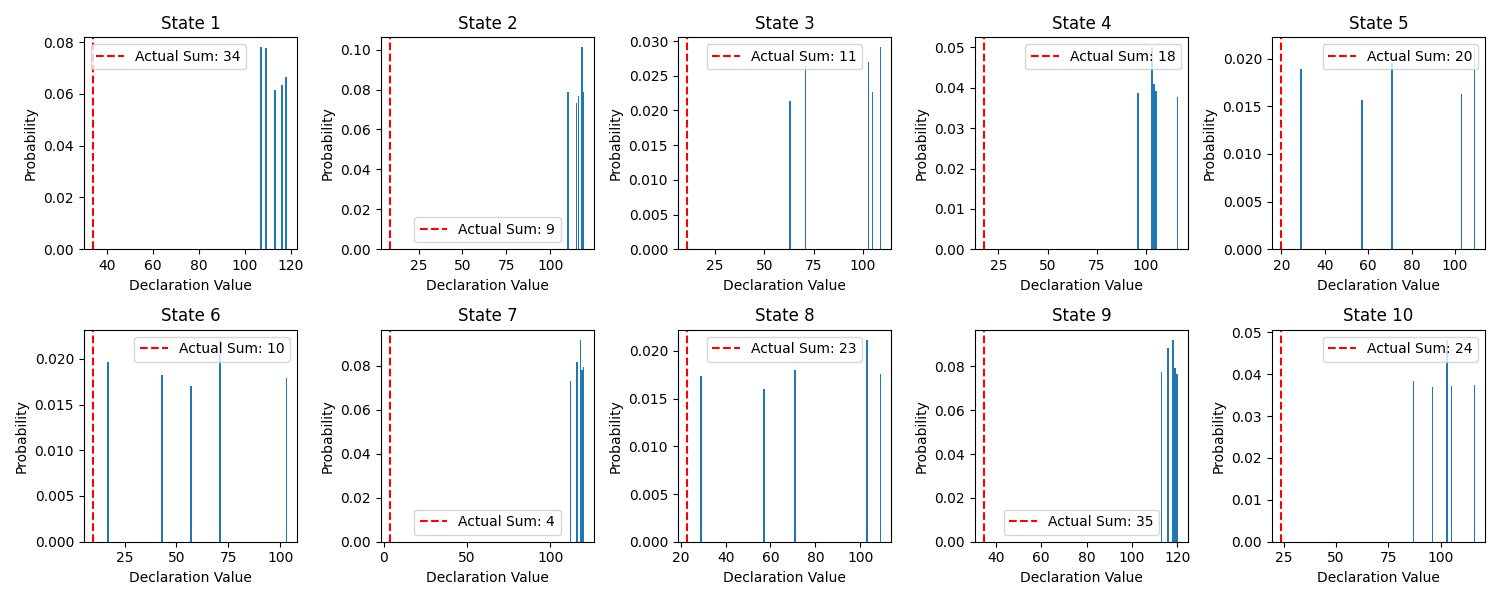 State 1
0.08
0.06
0.04
0.02
0.00
40
60
80
100
120
Probability
Declaration Value
Actual Sum: 34
State 2
0.10
0.08
0.06
0.04
0.02
0.00
50
100
Probability
Declaration Value
Actual Sum: 9
State 3
0.030
0.025
0.020
0.015
0.010
0.005
0.000
25
50
75
100
Probability
Declaration Value
Actual Sum: 11
State 4
0.05
0.04
0.03
0.02
0.01
0.00
25
50
75
100
Probability
Declaration Value
Actual Sum: 18
State 5
0.020
0.015
0.010
0.005
0.000
20
40
60
80
100
Probability
Declaration Value
Actual Sum: 20
State 6
0.020
0.015
0.010
0.005
0.000
25
50
75
100
Probability
Declaration Value
Actual Sum: 10
State 7
0.08
0.06
0.04
0.02
0.00
0
50
100
Probability
Declaration Value
Actual Sum: 4
State 8
0.020
0.015
0.010
0.005
0.000
20
40
60
80
100
Probability
Declaration Value
Actual Sum: 23
State 9
0.08
0.06
0.04
0.02
0.00
40
60
80
100
120
Probability
Declaration Value
Actual Sum: 35
State 10
0.05
0.04
0.03
0.02
0.01
0.00
25
50
75
100
Probability
Declaration Value
Actual Sum: 24